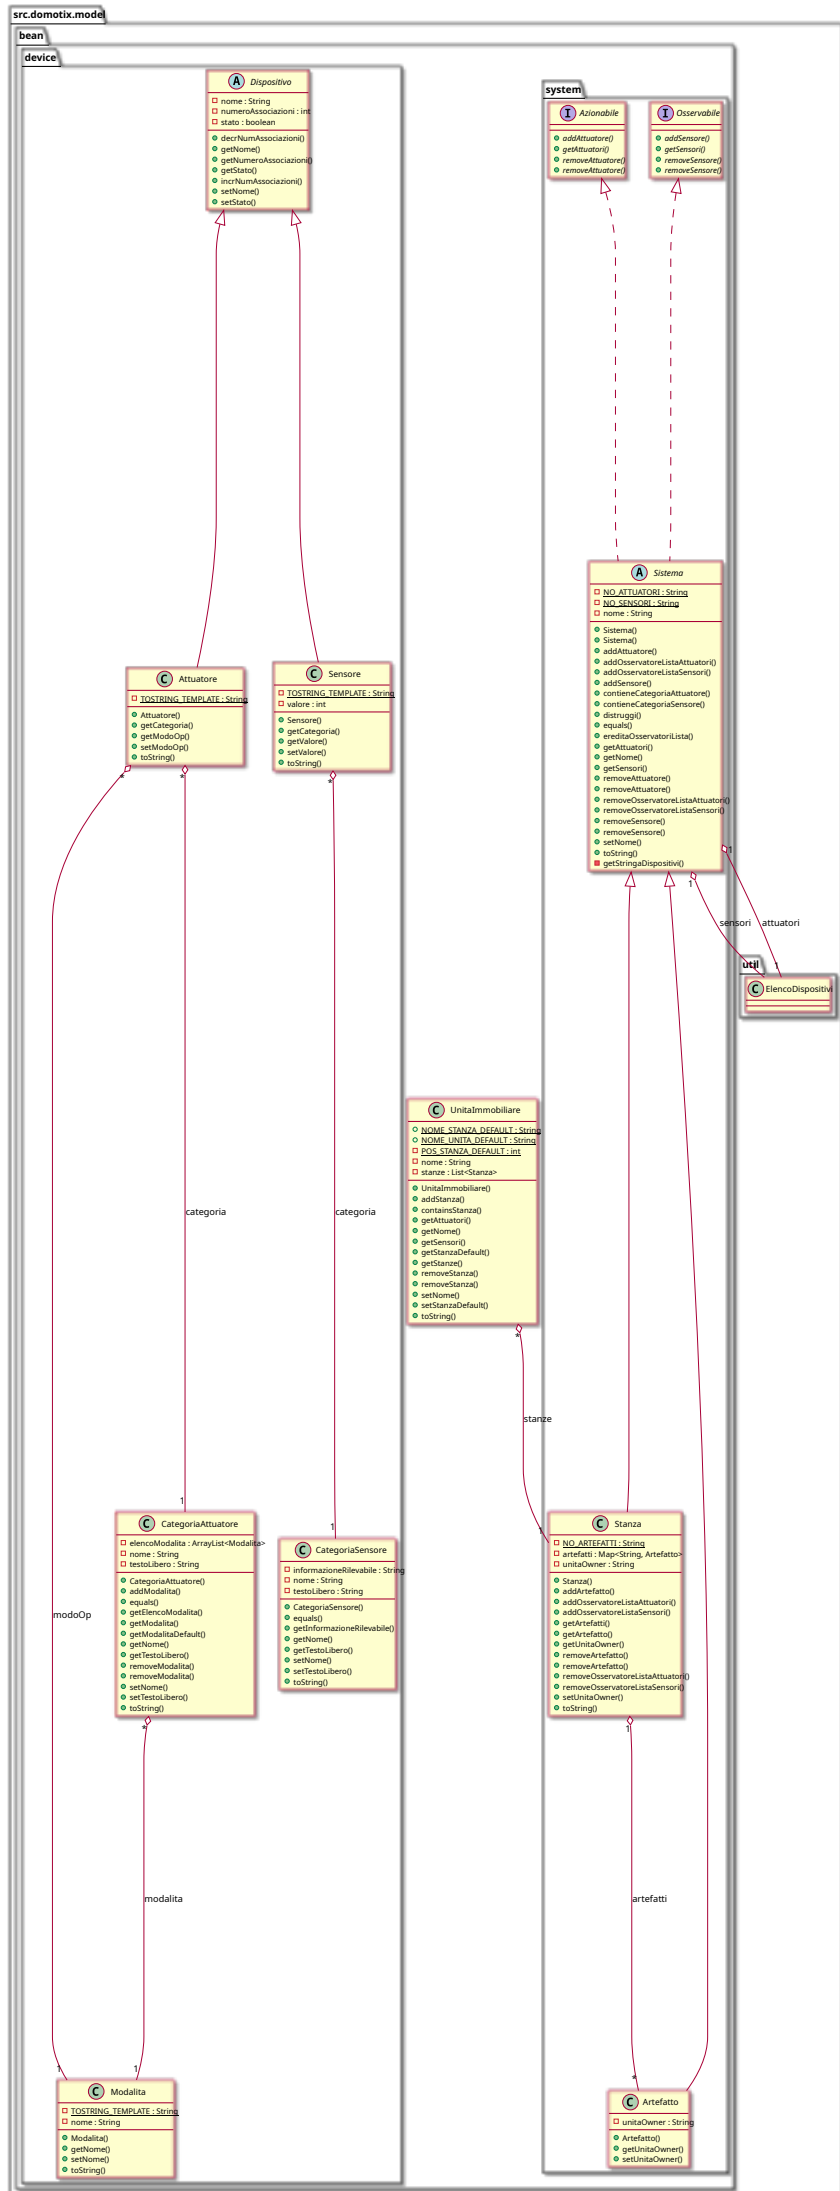 src.domotix.model
bean
device
A Dispositivo
nome : String
numeroAssociazioni : int
stato : boolean
decrNumAssociazioni()
getNome()
getNumeroAssociazioni()
getStato()
incrNumAssociazioni()
setNome()
setStato()
system
I Azionabile
addAttuatore()
getAttuatori()
removeAttuatore()
removeAttuatore()
I Osservabile
addSensore()
getSensori()
removeSensore()
removeSensore()
A Sistema
NO_ATTUATORI : String
NO_SENSORI : String
nome : String
Sistema()
Sistema()
addAttuatore()
addOsservatoreListaAttuatori()
addOsservatoreListaSensori()
addSensore()
contieneCategoriaAttuatore()
contieneCategoriaSensore()
distruggi()
equals()
ereditaOsservatoriLista()
getAttuatori()
getNome()
getSensori()
removeAttuatore()
removeAttuatore()
removeOsservatoreListaAttuatori()
removeOsservatoreListaSensori()
removeSensore()
removeSensore()
setNome()
toString()
getStringaDispositivi()
C Attuatore
TOSTRING_TEMPLATE : String
Attuatore()
getCategoria()
getModoOp()
setModoOp()
toString()
C Sensore
TOSTRING_TEMPLATE : String
valore : int
Sensore()
getCategoria()
getValore()
setValore()
toString()
*
*
*
1
1
sensori
attuatori
1
util
C ElencoDispositivi
C UnitaImmobiliare
NOME_STANZA_DEFAULT : String
NOME_UNITA_DEFAULT : String
POS_STANZA_DEFAULT : int
nome : String
stanze : List<Stanza>
UnitaImmobiliare()
addStanza()
containsStanza()
getAttuatori()
getNome()
getSensori()
getStanzaDefault()
getStanze()
removeStanza()
removeStanza()
setNome()
setStanzaDefault()
toString()
categoria
categoria
*
stanze
1
1
1
C CategoriaAttuatore
elencoModalita : ArrayList<Modalita>
nome : String
testoLibero : String
CategoriaAttuatore()
addModalita()
equals()
getElencoModalita()
getModalita()
getModalitaDefault()
getNome()
getTestoLibero()
removeModalita()
removeModalita()
setNome()
setTestoLibero()
toString()
C CategoriaSensore
informazioneRilevabile : String
nome : String
testoLibero : String
CategoriaSensore()
equals()
getInformazioneRilevabile()
getNome()
getTestoLibero()
setNome()
setTestoLibero()
toString()
C Stanza
NO_ARTEFATTI : String
artefatti : Map<String, Artefatto>
unitaOwner : String
Stanza()
addArtefatto()
addOsservatoreListaAttuatori()
addOsservatoreListaSensori()
getArtefatti()
getArtefatto()
getUnitaOwner()
removeArtefatto()
removeArtefatto()
removeOsservatoreListaAttuatori()
removeOsservatoreListaSensori()
setUnitaOwner()
toString()
modoOp
*
1
modalita
artefatti
1
1
*
C Modalita
TOSTRING_TEMPLATE : String
nome : String
Modalita()
getNome()
setNome()
toString()
C Artefatto
unitaOwner : String
Artefatto()
getUnitaOwner()
setUnitaOwner()